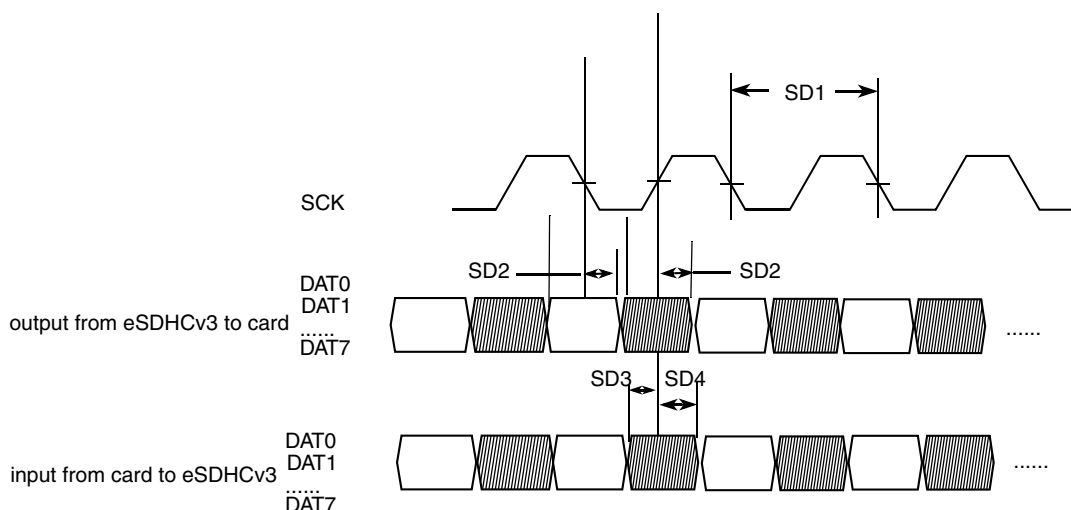 SD1
SCK
SD2
SD2
DAT0
DAT1
output from eSDHCv3 to card
......
DAT7
......
SD3
SD4
DAT0
DAT1
input from card to eSDHCv3
......
DAT7
......